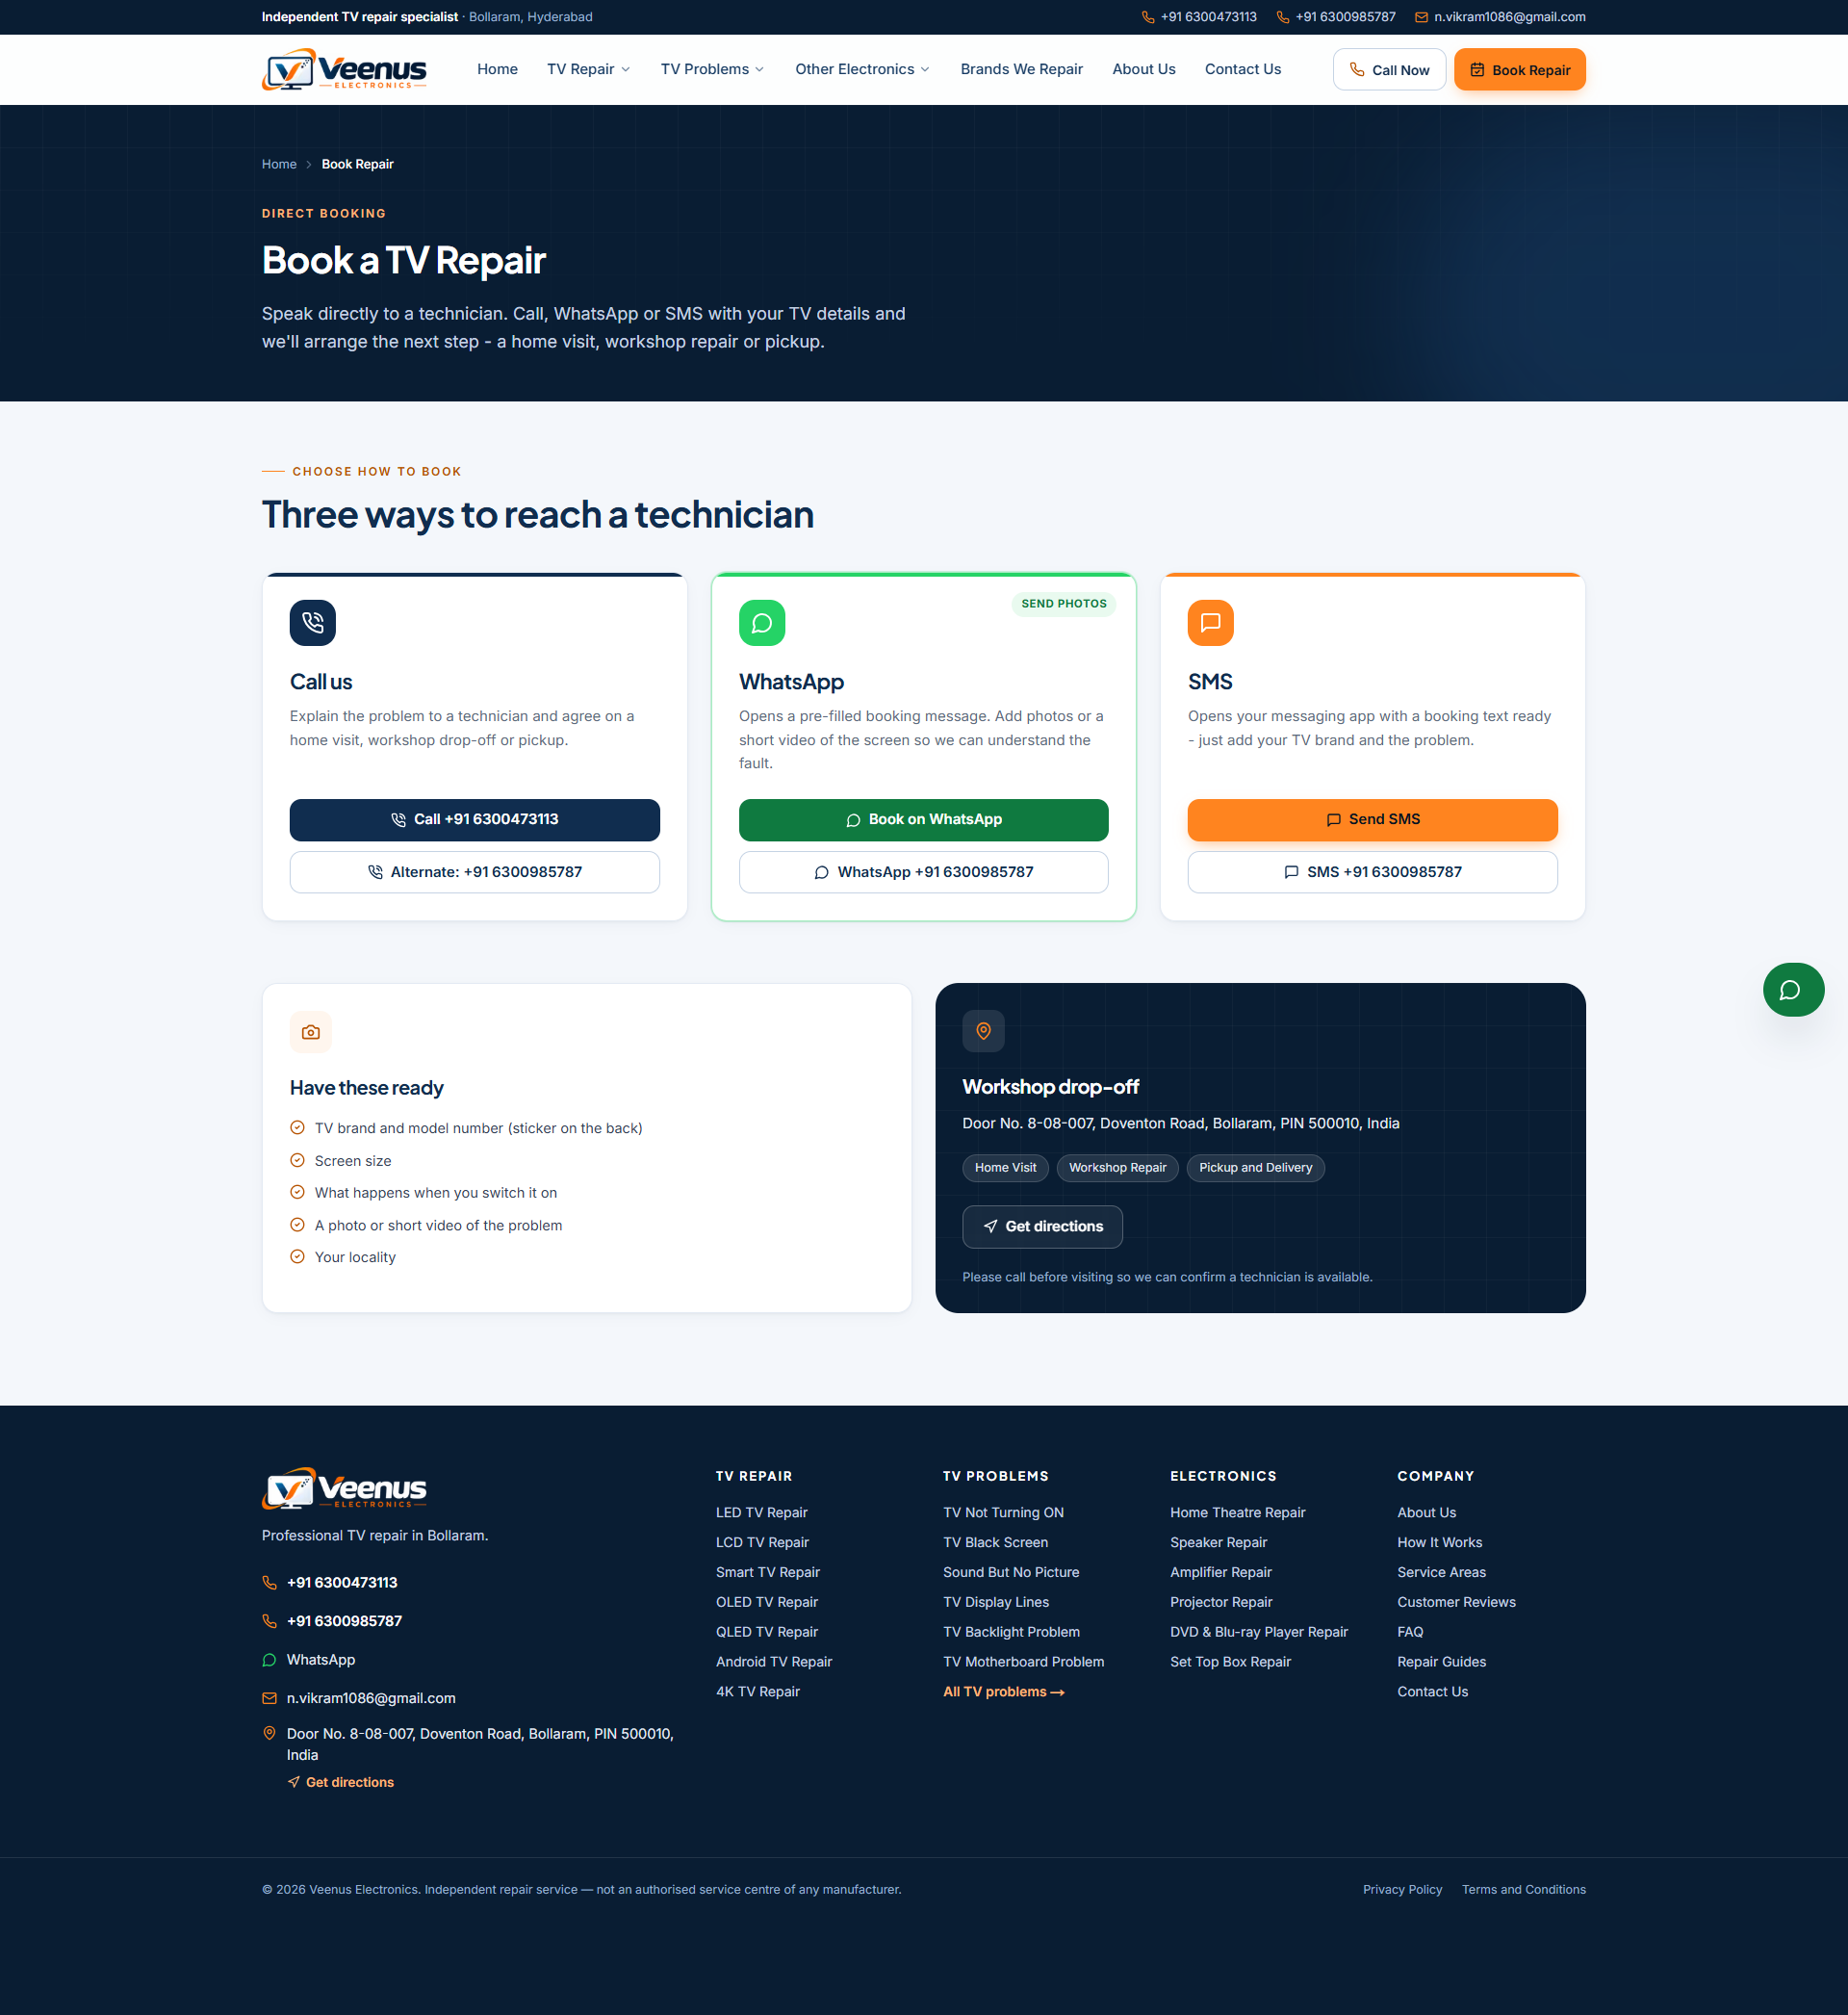 Independent TV repair specialist · Bollaram, Hyderabad
+91 6300473113
+91 6300985787
n.vikram1086@gmail.com
Veenus
ELECTRONICS
Home
TV Repair
TV Problems
Other Electronics
Brands We Repair
About Us
Contact Us
Call Now
Book Repair
Home > Book Repair
DIRECT BOOKING
Book a TV Repair
Speak directly to a technician. Call, WhatsApp or SMS with your TV details and
we'll arrange the next step - a home visit, workshop repair or pickup.
CHOOSE HOW TO BOOK
Three ways to reach a technician
Call us
Explain the problem to a technician and agree on a
home visit, workshop drop-off or pickup.
Call +91 6300473113
Alternate: +91 6300985787
SEND PHOTOS
WhatsApp
Opens a pre-filled booking message. Add photos or a
short video of the screen so we can understand the
fault.
Book on WhatsApp
WhatsApp +91 6300985787
SMS
Opens your messaging app with a booking text ready
- just add your TV brand and the problem.
Send SMS
SMS +91 6300985787
Have these ready
TV brand and model number (sticker on the back)
Screen size
What happens when you switch it on
A photo or short video of the problem
Your locality
Workshop drop-off
Door No. 8-08-007, Doventon Road, Bollaram, PIN 500010, India
Home Visit
Workshop Repair
Pickup and Delivery
Get directions
Please call before visiting so we can confirm a technician is available.
Veenus
ELECTRONICS
Professional TV repair in Bollaram.
+91 6300473113
+91 6300985787
WhatsApp
n.vikram1086@gmail.com
Door No. 8-08-007, Doventon Road, Bollaram, PIN 500010,
India
Get directions
TV REPAIR
LED TV Repair
LCD TV Repair
Smart TV Repair
OLED TV Repair
QLED TV Repair
Android TV Repair
4K TV Repair
TV PROBLEMS
TV Not Turning ON
TV Black Screen
Sound But No Picture
TV Display Lines
TV Backlight Problem
TV Motherboard Problem
All TV problems →
ELECTRONICS
Home Theatre Repair
Speaker Repair
Amplifier Repair
Projector Repair
DVD & Blu-ray Player Repair
Set Top Box Repair
COMPANY
About Us
How It Works
Service Areas
Customer Reviews
FAQ
Repair Guides
Contact Us
© 2026 Veenus Electronics. Independent repair service — not an authorised service centre of any manufacturer.
Privacy Policy
Terms and Conditions